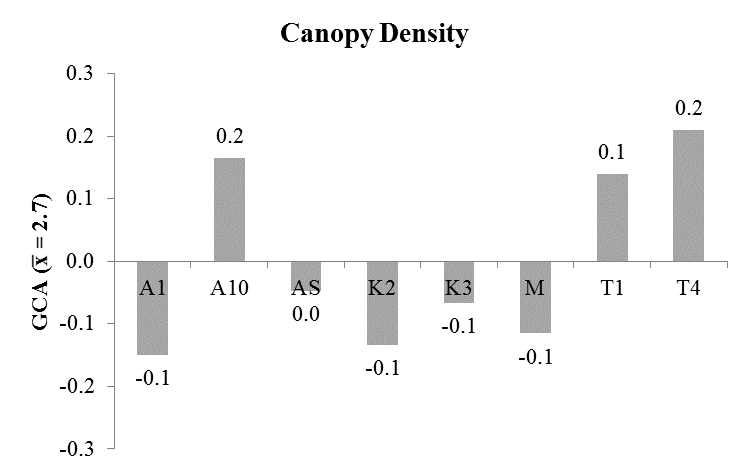 Canopy Density
GCA (x̅ = 2.7)
0.3
0.2
0.1
0.0
-0.1
-0.2
-0.3
A1
A10
AS
K2
K3
M
T1
T4
-0.1
0.2
0.0
-0.1
-0.1
-0.1
0.1
0.2